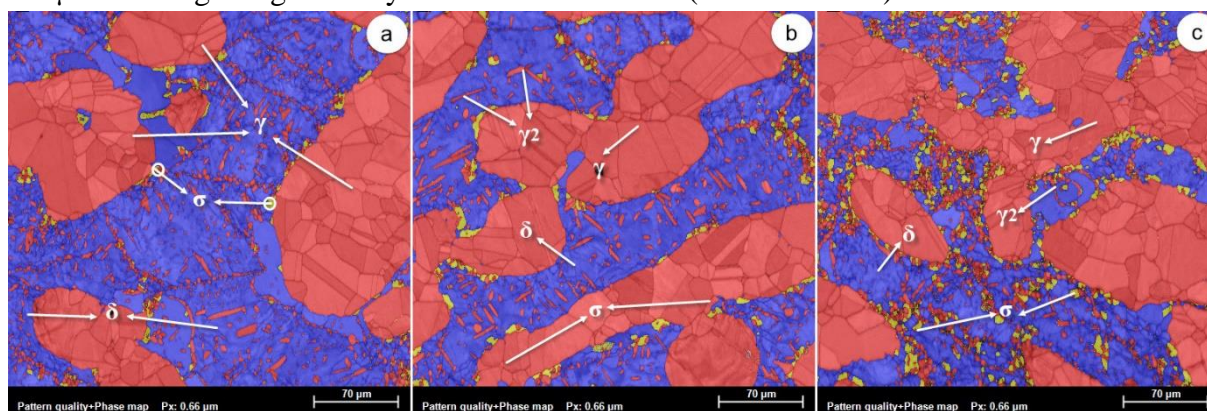 a
γ
σ
δ
70 µm
Pattern quality+Phase map Px: 0.66 µm
b
γ2
γ
δ
σ
70 µm
Pattern quality+Phase map Px: 0.66 µm
c
γ
γ2
δ
σ
70 µm
Pattern quality+Phase map Px: 0.66 µm